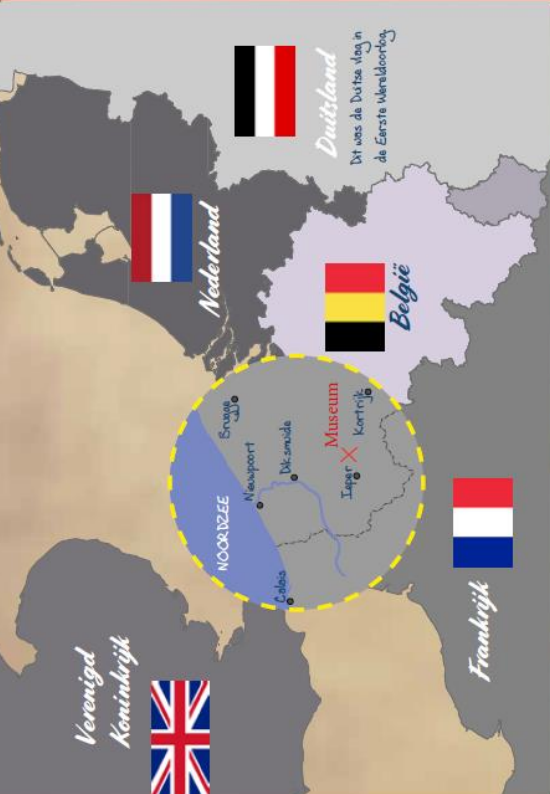 Verenigd
Koninkrijk
Nederland
NOORDZEE
Brugge
Nieuwpoort
Calais
Diksmuide
Duitsland
Dit was de Duitse vlag in
de Eerste Wereldoorlog
Museum
Ieper
Kortrijk
België
Frankrijk